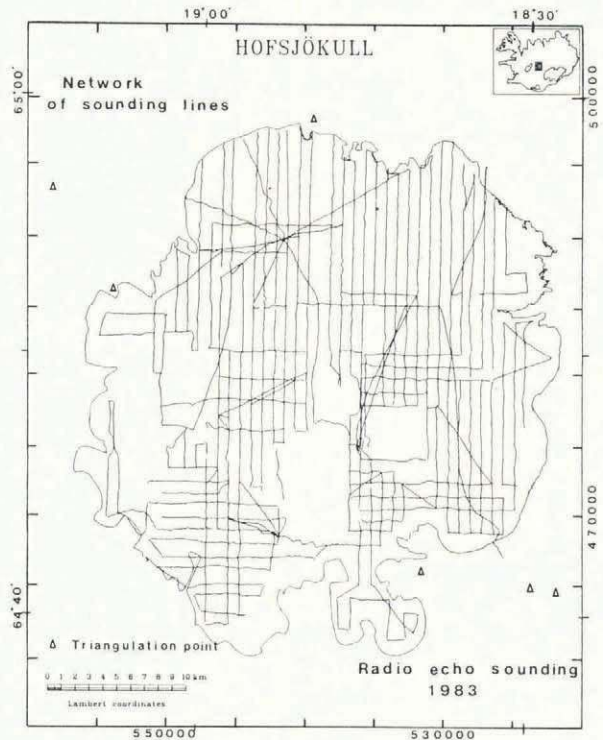 19°00' 18°30'
HOFSJÖKULL
Network
of sounding lines
65°00'
500000
470000
64°40'
Δ Triangulation point
0 1 2 3 4 5 6 7 8 9 10 km
Lambert coordinates
Radio echo sounding
1983
550000 530000